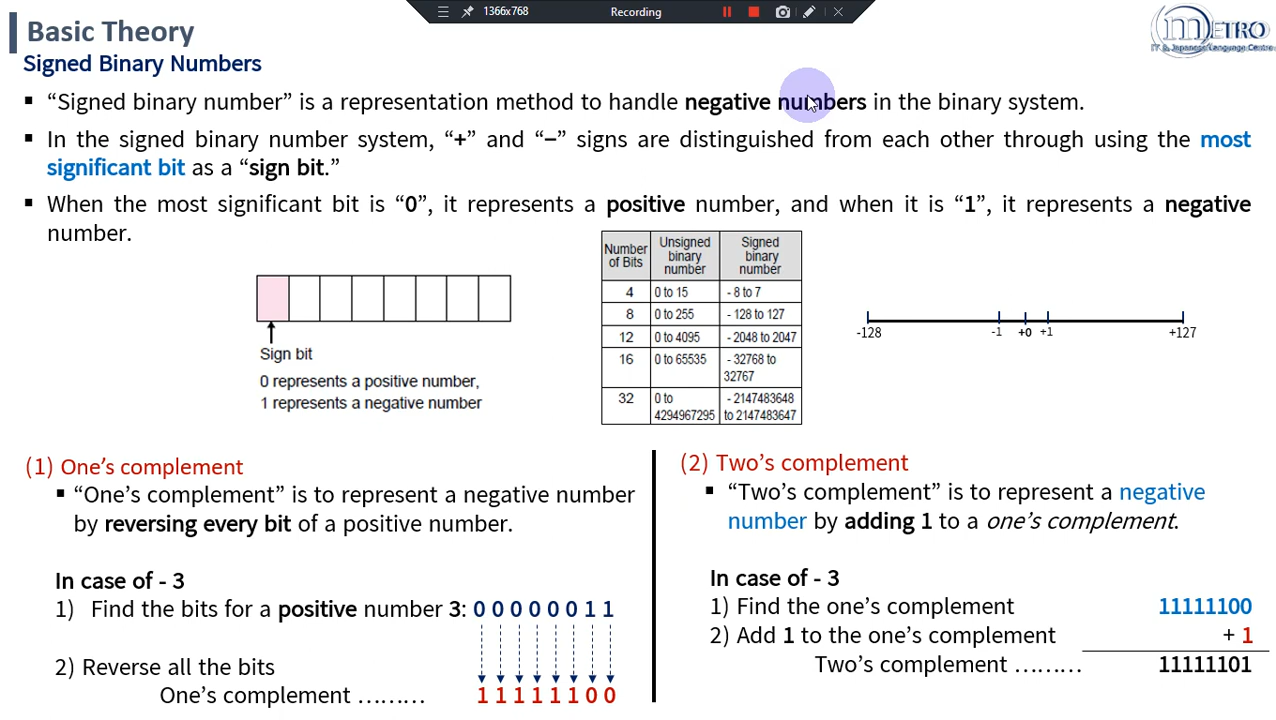 1366x768
Recording
METRO
IT & Japanese Language Centre
Basic Theory
Signed Binary Numbers
▪ “Signed binary number” is a representation method to handle negative numbers in the binary system.
▪ In the signed binary number system, “+” and “−” signs are distinguished from each other through using the most
significant bit as a “sign bit.”
▪ When the most significant bit is “0”, it represents a positive number, and when it is “1”, it represents a negative
number.
Sign bit
0 represents a positive number,
1 represents a negative number
Number of Bits | Unsigned binary number | Signed binary number
4 | 0 to 15 | - 8 to 7
8 | 0 to 255 | - 128 to 127
12 | 0 to 4095 | - 2048 to 2047
16 | 0 to 65535 | - 32768 to 32767
32 | 0 to 4294967295 | - 2147483648 to 2147483647
-128 -1 +0 +1 +127
(1) One’s complement
▪ “One’s complement” is to represent a negative number
by reversing every bit of a positive number.
In case of - 3
1) Find the bits for a positive number 3: 0 0 0 0 0 0 1 1
2) Reverse all the bits
One’s complement ……… 1 1 1 1 1 1 0 0
(2) Two’s complement
▪ “Two’s complement” is to represent a negative
number by adding 1 to a one’s complement.
In case of - 3
1) Find the one’s complement 11111100
2) Add 1 to the one’s complement + 1
Two’s complement ……… 11111101